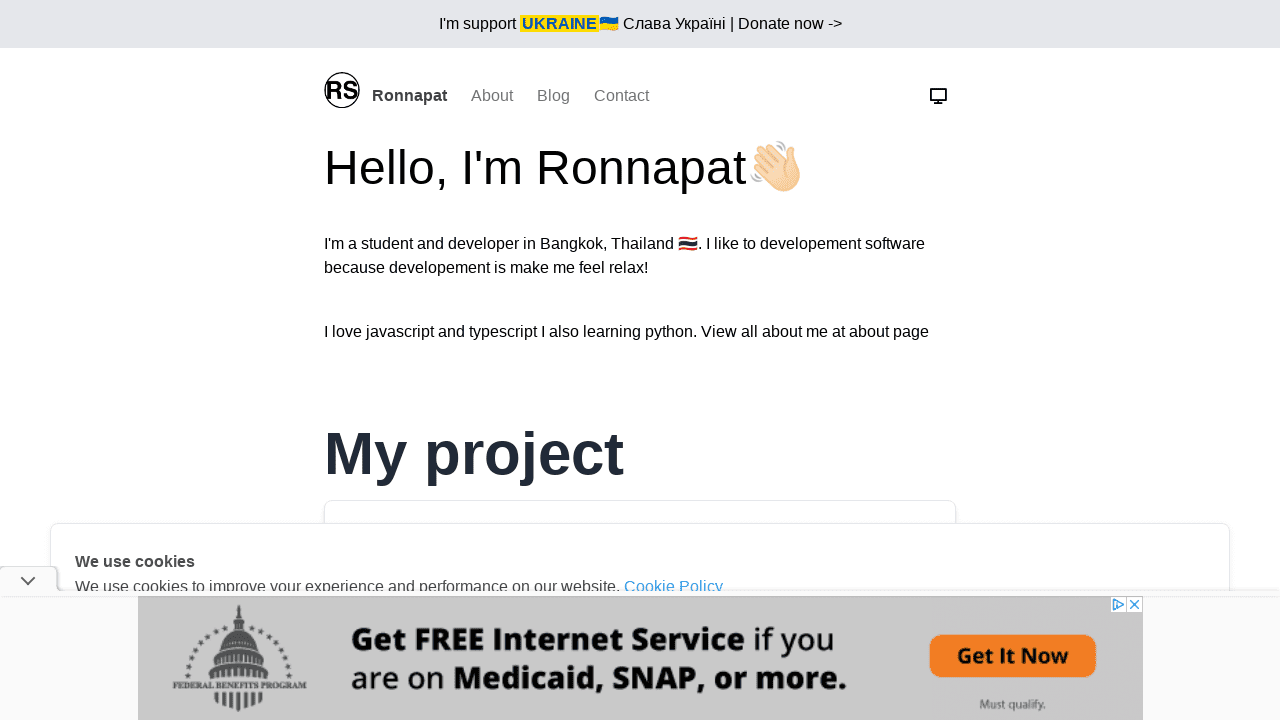 I'm support UKRAINE🇺🇦 Слава Україні | Donate now ->
RS
Ronnapat About Blog Contact
Hello, I'm Ronnapat👋🏻
I'm a student and developer in Bangkok, Thailand 🇹🇭. I like to developement software
because developement is make me feel relax!
I love javascript and typescript I also learning python. View all about me at about page
My project
We use cookies
We use cookies to improve your experience and performance on our website. Cookie Policy
FEDERAL BENEFITS PROGRAM
Get FREE Internet Service if you
are on Medicaid, SNAP, or more.
Get It Now
Must qualify.